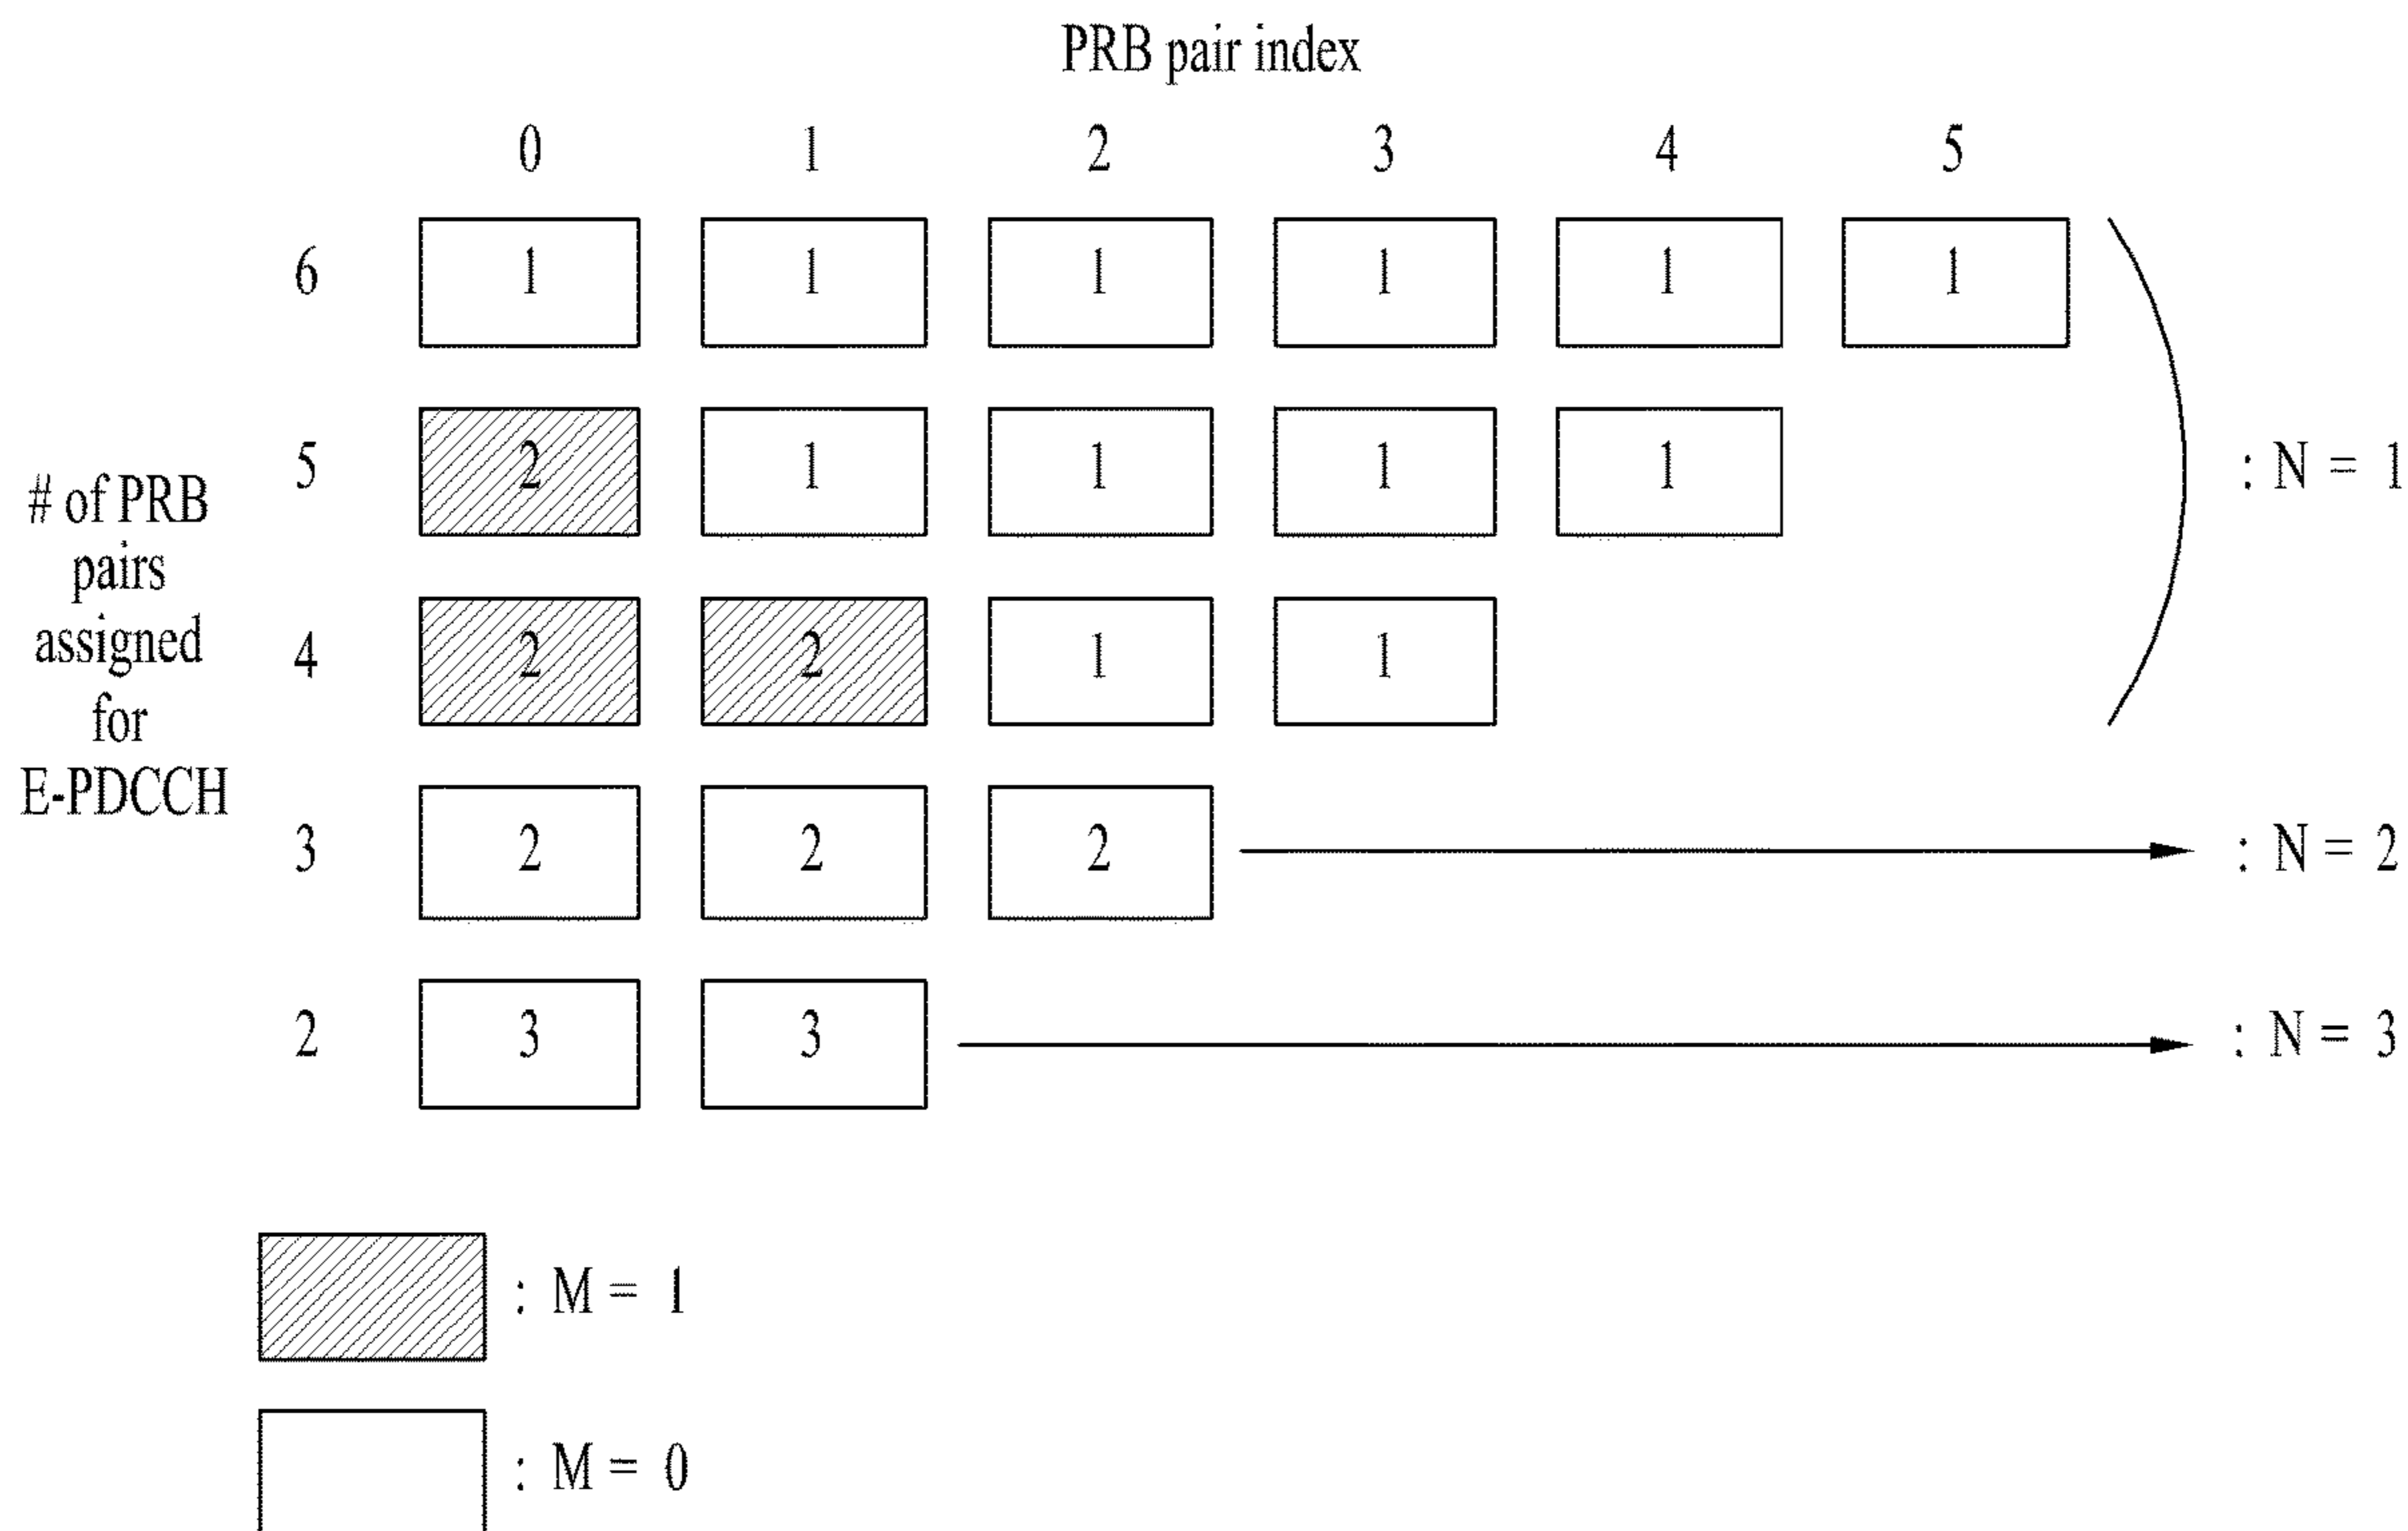 PRB pair index
0 1 2 3 4 5
6 1 1 1 1 1 1
5 2 1 1 1 1 : N = 1
# of PRB
pairs
assigned
for
E-PDCCH
4 2 2 1 1
3 2 2 2 : N = 2
2 3 3 : N = 3
: M = 1
: M = 0